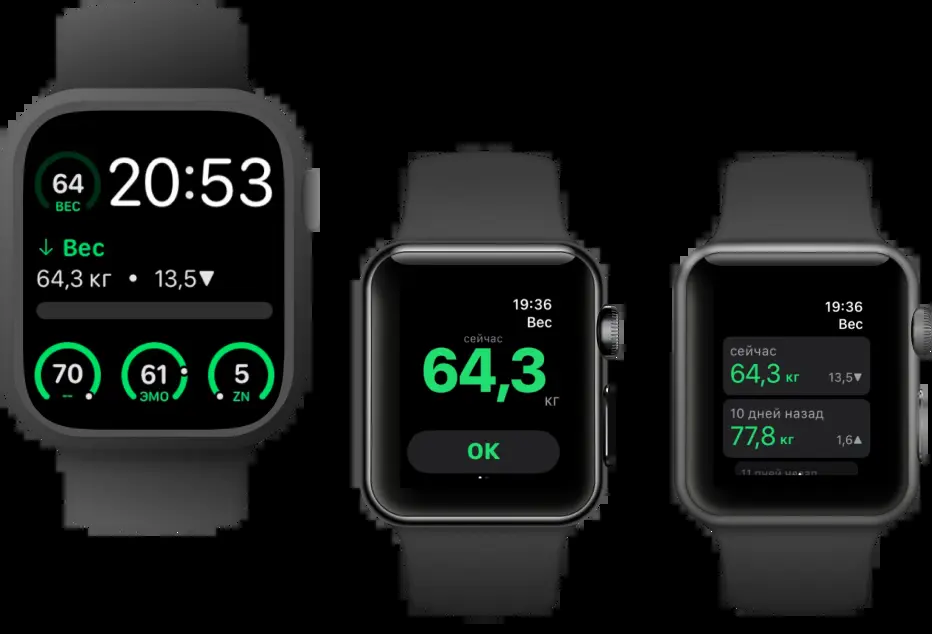 64 20:53
ВЕС
↓ Вес
64,3 кг • 13,5▼
70 61 5
-- ЭМО ZN
19:36
Вес
сейчас
64,3
кг
ОК
19:36
Вес
сейчас
64,3 кг 13,5▼
10 дней назад
77,8 кг 1,6▲
11 дней назад